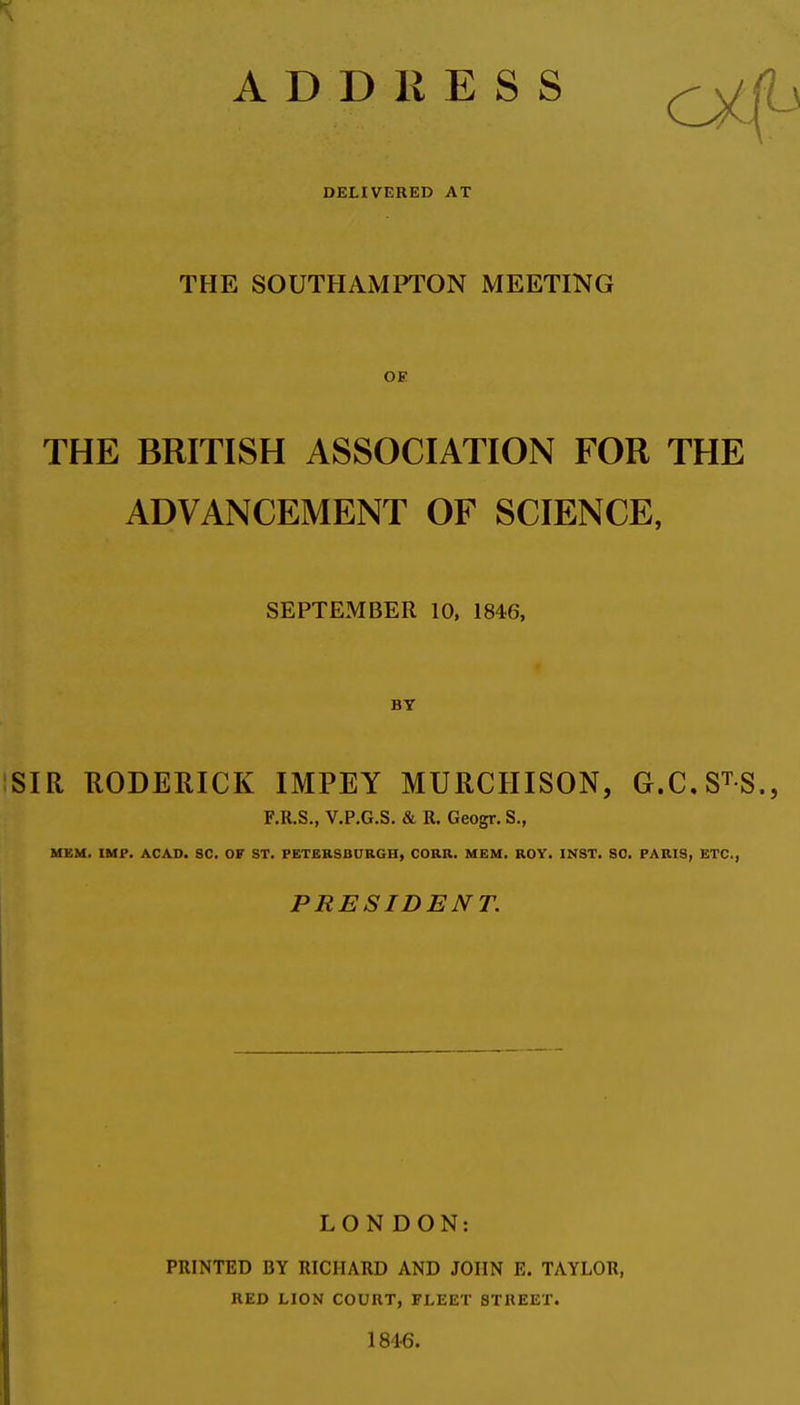 ADDRESS
DELIVERED AT
THE SOUTHAMPTON MEETING
OF
THE BRITISH ASSOCIATION FOR THE
ADVANCEMENT OF SCIENCE,
SEPTEMBER 10, 1846,
BY
SIR RODERICK IMPEY MURCHISON, G.C.ST.S.,
F.R.S., V.P.G.S. & R. Geogr. S.,
MEM. IMP. ACAD. SC. OF ST. PETERSBURGH, CORR. MEM. ROY. INST. SC. PARIS, ETC.,
PRESIDENT.
LONDON:
PRINTED BY RICHARD AND JOHN E. TAYLOR,
RED LION COURT, FLEET STREET.
1846.